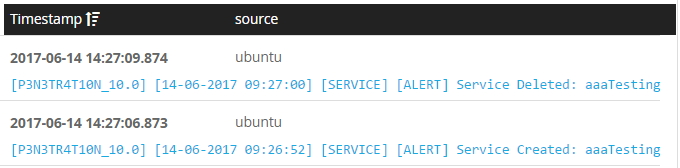 Timestamp source
2017-06-14 14:27:09.874 ubuntu
[P3N3TR4T10N_10.0] [14-06-2017 09:27:00] [SERVICE] [ALERT] Service Deleted: aaaTesting
2017-06-14 14:27:06.873 ubuntu
[P3N3TR4T10N_10.0] [14-06-2017 09:26:52] [SERVICE] [ALERT] Service Created: aaaTesting